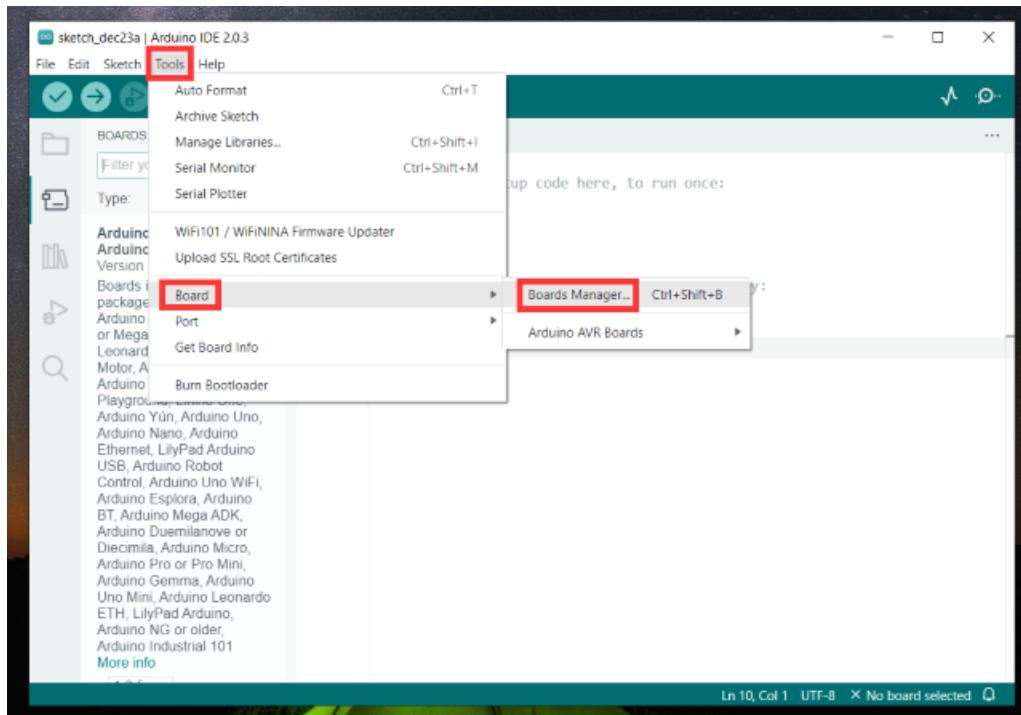 sketch_dec23a | Arduino IDE 2.0.3
File Edit Sketch Tools Help
Auto Format Ctrl+T
Archive Sketch
Manage Libraries... Ctrl+Shift+I
Serial Monitor Ctrl+Shift+M
Serial Plotter
WiFi101 / WiFiNINA Firmware Updater
Upload SSL Root Certificates
Board
Port
Get Board Info
Burn Bootloader
Boards Manager... Ctrl+Shift+B
Arduino AVR Boards
BOARDS
Filter yo
Type:
Arduino
Arduino
Version
Boards i
package
Arduino
or Mega
Leonard
Motor, A
Arduino
Arduino Yún, Arduino Uno,
Arduino Nano, Arduino
Ethernet, LilyPad Arduino
USB, Arduino Robot
Control, Arduino Uno WiFi,
Arduino Esplora, Arduino
BT, Arduino Mega ADK,
Arduino Duemilanove or
Diecimila, Arduino Micro,
Arduino Pro or Pro Mini,
Arduino Gemma, Arduino
Uno Mini, Arduino Leonardo
ETH, LilyPad Arduino,
Arduino NG or older,
Arduino Industrial 101
More info
tup code here, to run once:
y:
Ln 10, Col 1 UTF-8 × No board selected